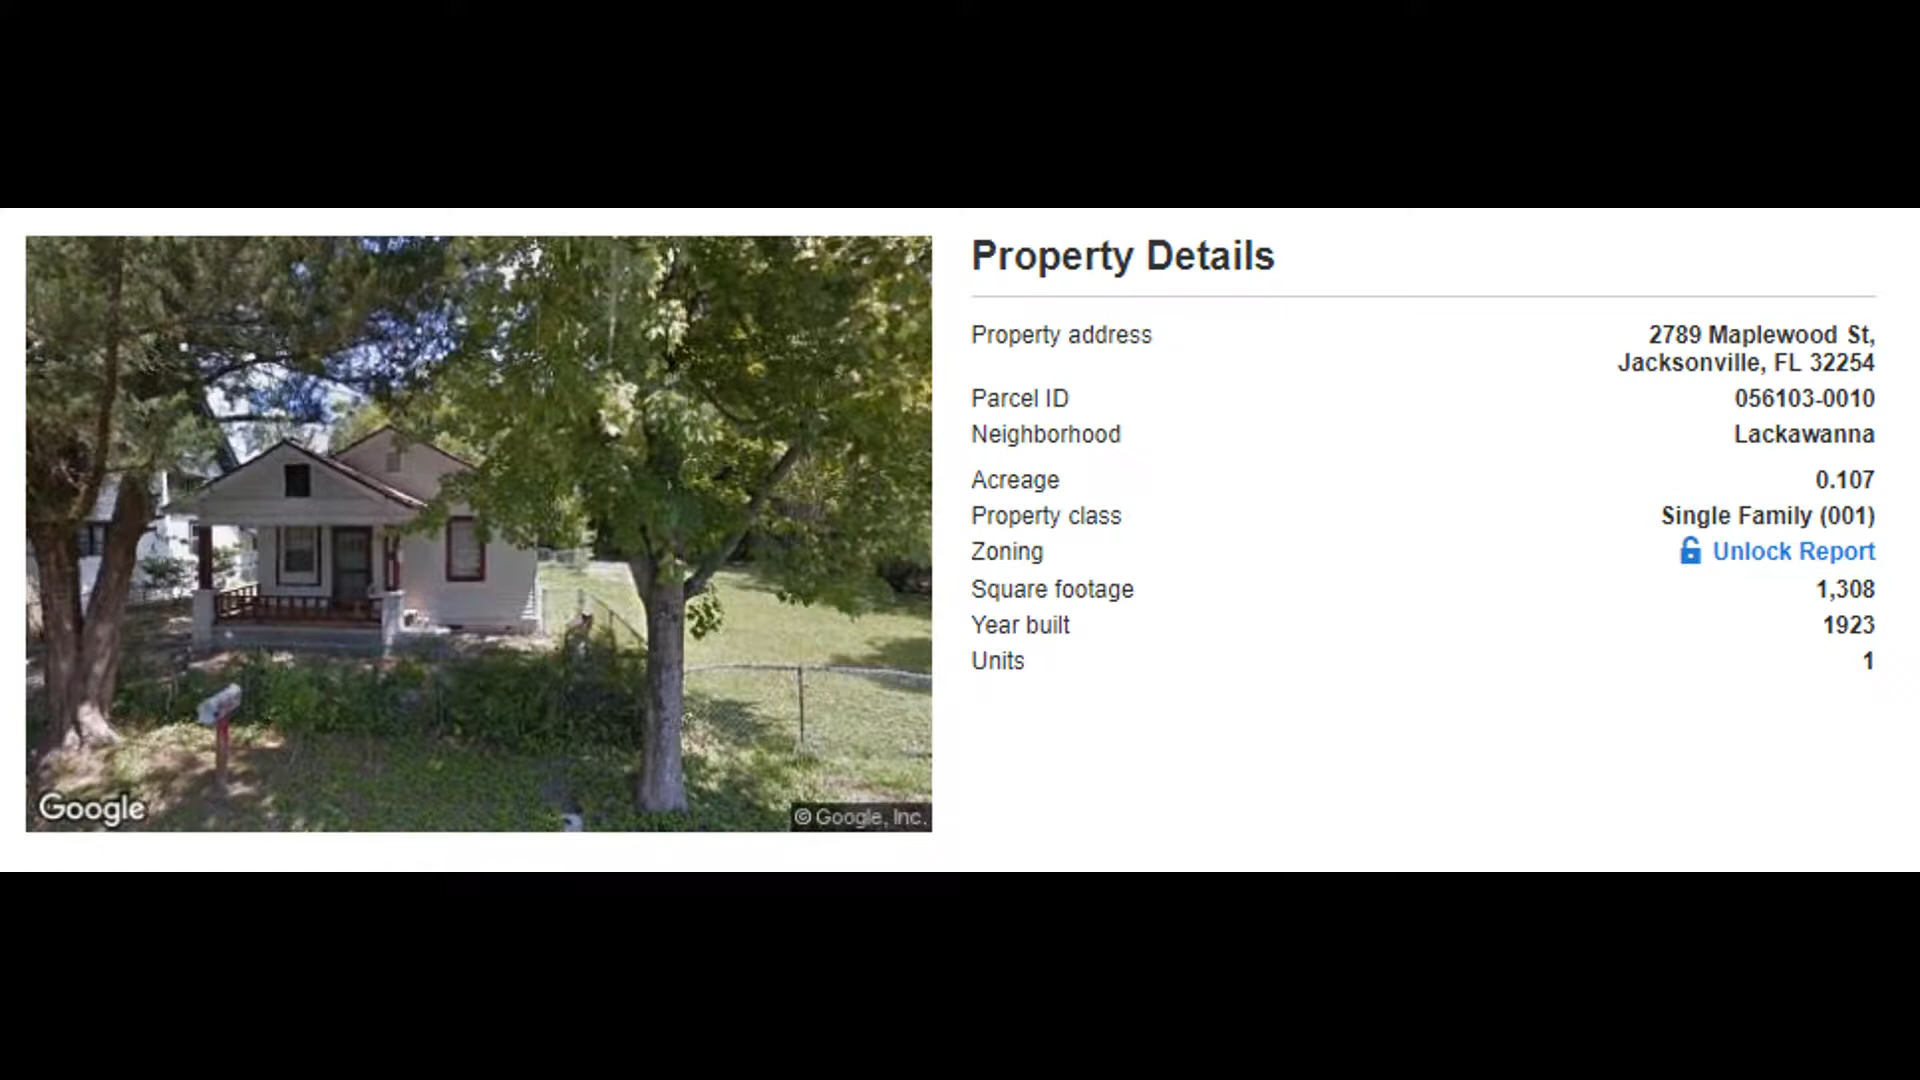 Property Details
Property address 2789 Maplewood St,
Jacksonville, FL 32254
Parcel ID 056103-0010
Neighborhood Lackawanna
Acreage 0.107
Property class Single Family (001)
Zoning Unlock Report
Square footage 1,308
Year built 1923
Units 1
Google
© Google, Inc.